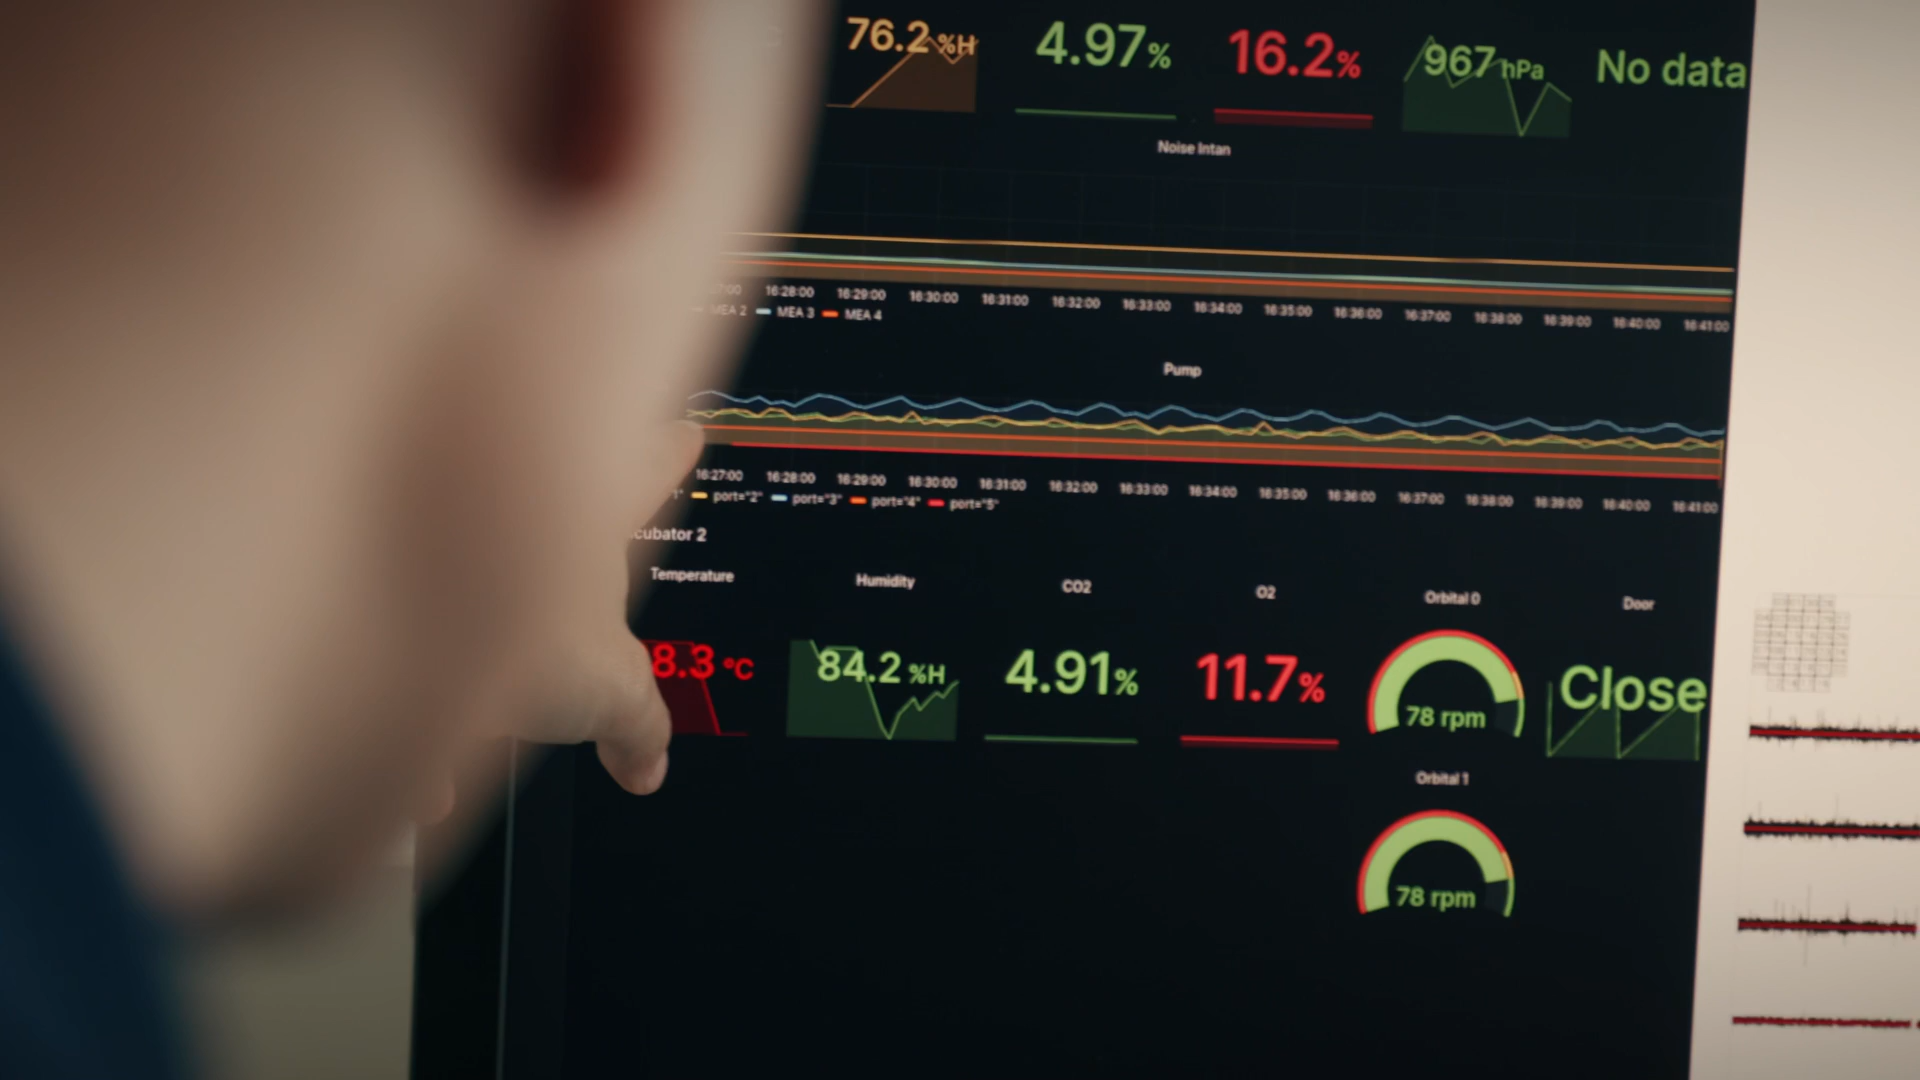 76.2 %H 4.97% 16.2% 967 hPa No data
Noise Intan
16:28:00 16:29:00 16:30:00 16:31:00 16:32:00 16:33:00 16:34:00 16:35:00 16:36:00 16:37:00 16:38:00 16:39:00 16:40:00 16:41:00
MEA 2 MEA 3 MEA 4
Pump
16:27:00 16:28:00 16:29:00 16:30:00 16:31:00 16:32:00 16:33:00 16:34:00 16:35:00 16:36:00 16:37:00 16:38:00 16:39:00 16:40:00 16:41:00
port="2" port="3" port="4" port="5"
cubator 2
Temperature Humidity CO2 O2 Orbital 0 Door
8.3 °C 84.2 %H 4.91% 11.7% 78 rpm Close
Orbital 1
78 rpm